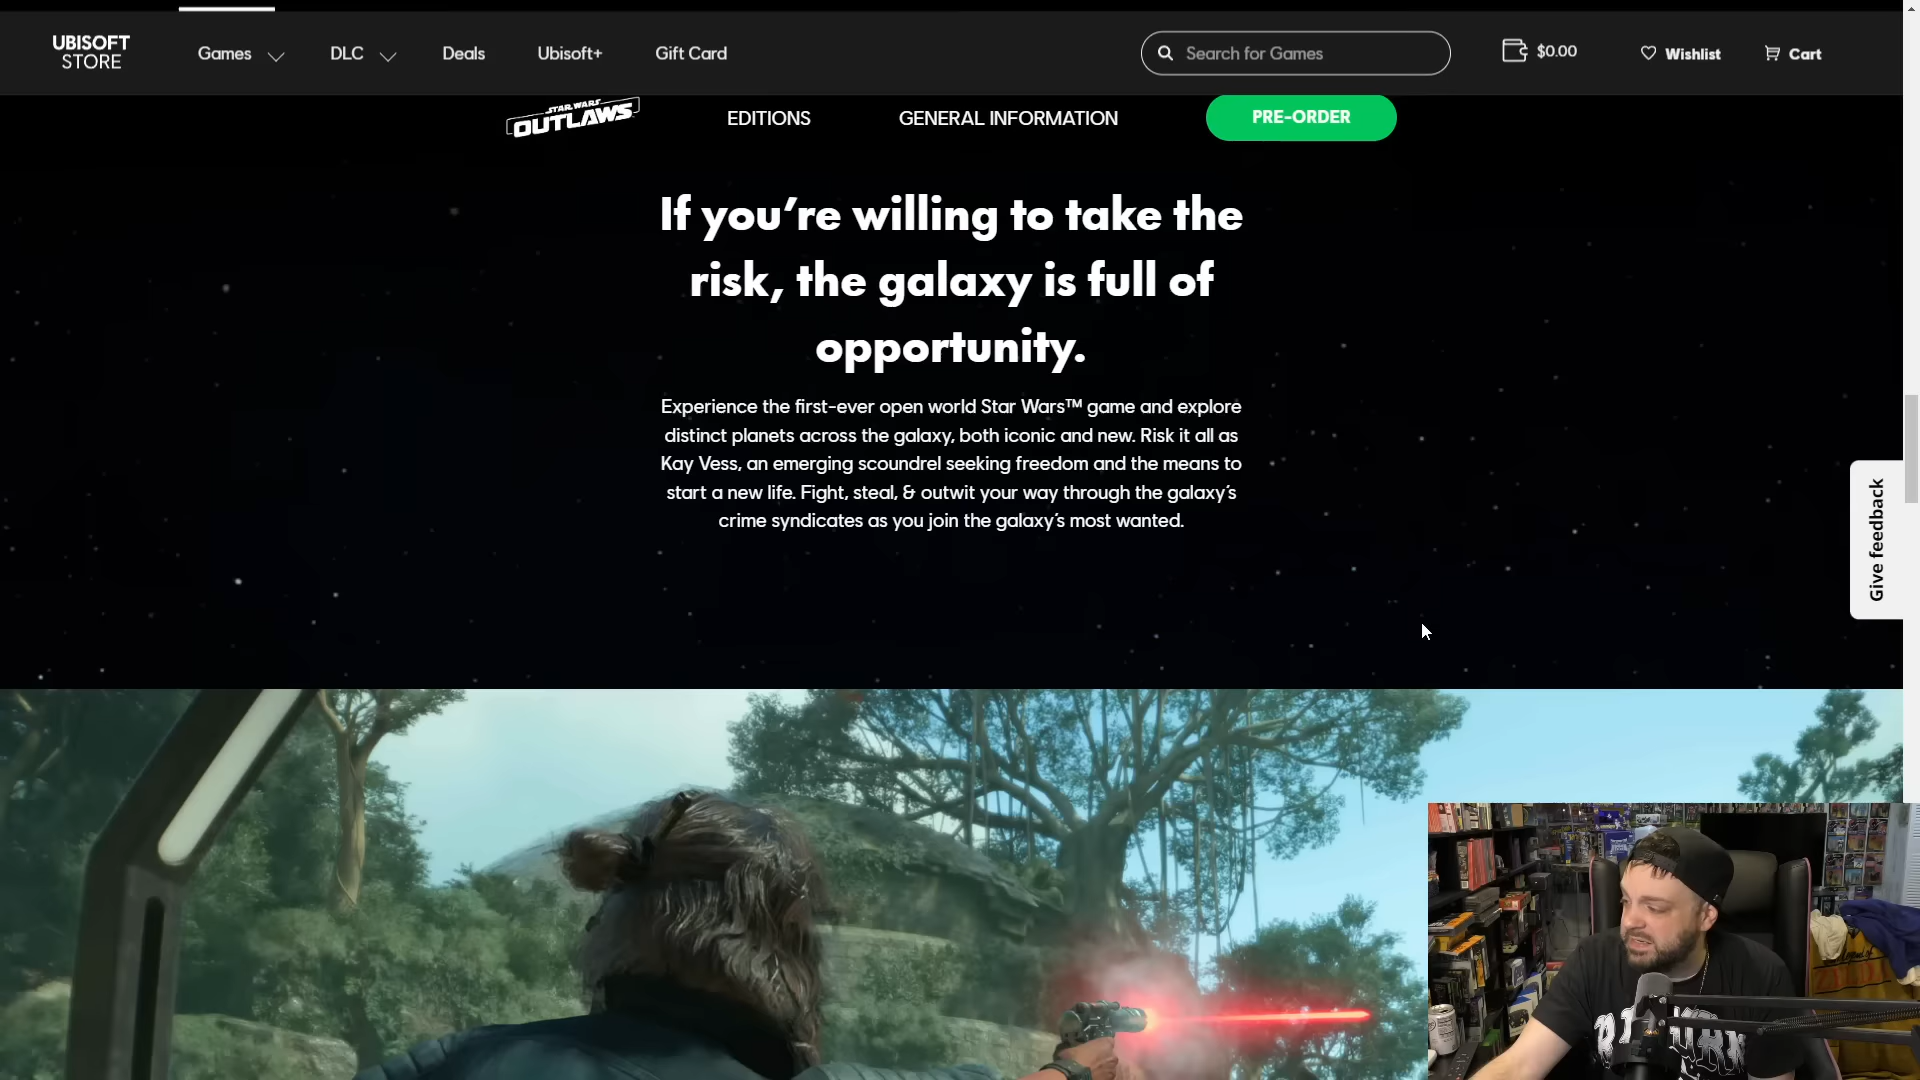 UBISOFT
STORE
Games
DLC
Deals
Ubisoft+
Gift Card
Search for Games
$0.00
Wishlist
Cart
STAR WARS
OUTLAWS
EDITIONS
GENERAL INFORMATION
PRE-ORDER
If you’re willing to take the
risk, the galaxy is full of
opportunity.
Experience the first-ever open world Star Wars™ game and explore
distinct planets across the galaxy, both iconic and new. Risk it all as
Kay Vess, an emerging scoundrel seeking freedom and the means to
start a new life. Fight, steal, & outwit your way through the galaxy’s
crime syndicates as you join the galaxy’s most wanted.
Give feedback